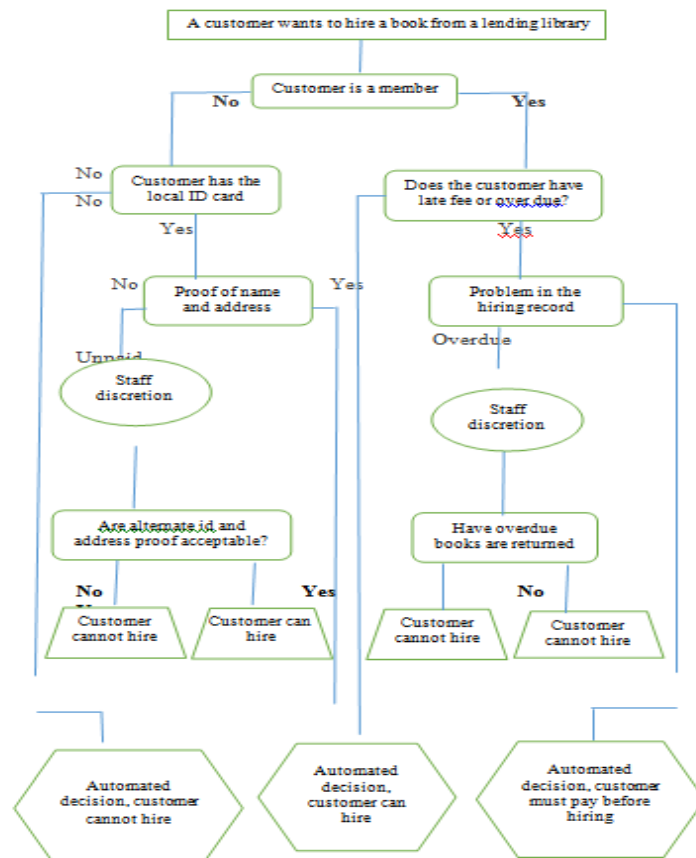 A customer wants to hire a book from a lending library
Customer is a member
No
Yes
No
No
Customer has the
local ID card
Does the customer have
late fee or over due?
Yes
Yes
No
Proof of name
and address
Yes
Problem in the
hiring record
Overdue
Unpaid
Staff
discretion
Staff
discretion
Are alternate id and
address proof acceptable?
Have overdue
books are returned
No
Yes
No
Customer
cannot hire
Customer can
hire
Customer
cannot hire
Customer
cannot hire
Automated
decision, customer
cannot hire
Automated
decision,
customer can
hire
Automated
decision, customer
must pay before
hiring